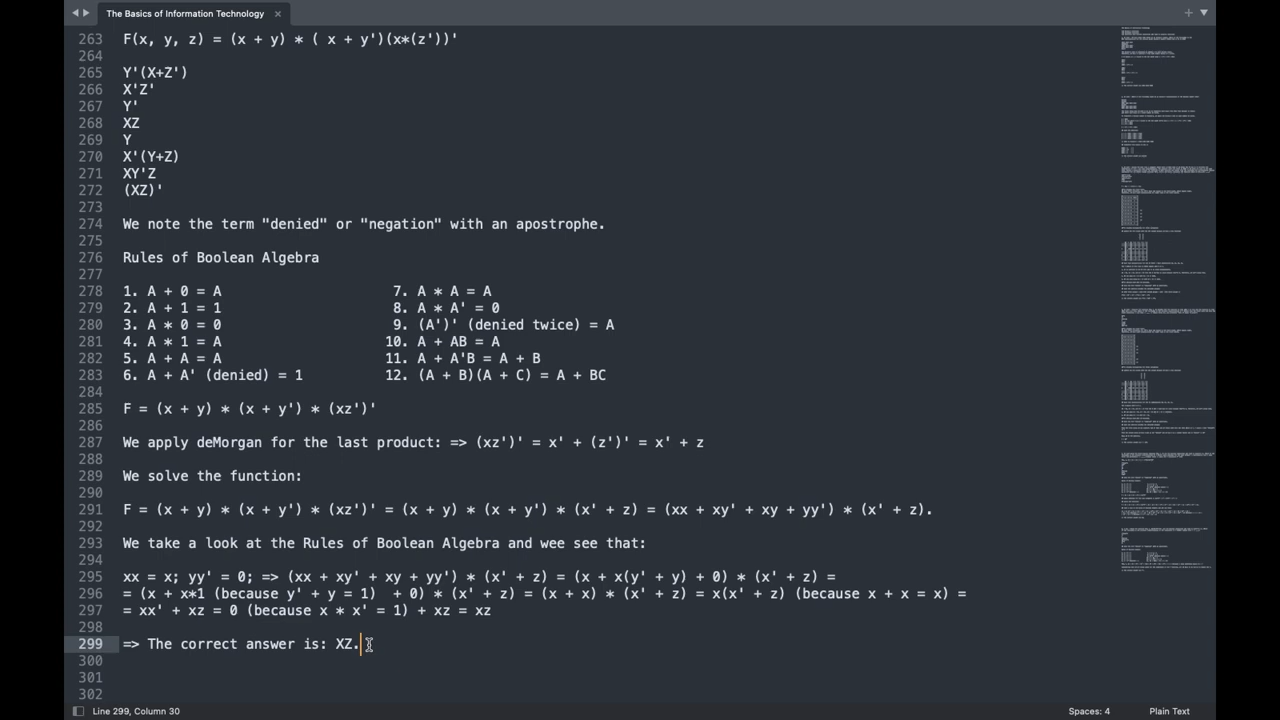 The Basics of Information Technology
263 F(x, y, z) = (x + y) * ( x + y')(x*(z'))'
264
265 Y'(X+Z')
266 X'Z'
267 Y'
268 XZ
269 Y
270 X'(Y+Z)
271 XY'Z
272 (XZ)'
273
274 We note the term "denied" or "negation" with an apostrophe.
275
276 Rules of Boolean Algebra
277
278 1. A + 0 = A 7. A * A = A
279 2. A + 1 = 1 8. A * A' = 0
280 3. A * 0 = 0 9. (A')' (denied twice) = A
281 4. A * 1 = A 10. A + AB = A
282 5. A + A = A 11. A + A'B = A + B
283 6. A + A' (denied) = 1 12. (A + B)(A + C) = A + BC
284
285 F = (x + y) * (x + y') * (xz')'
286
287 We apply deMorgan for the last product: (xz')' = x' + (z')' = x' + z
288
289 We solve the function:
290
291 F = (x + y) * (x + y') * (xz')' = (x + y)(x + y') * (x' + z) = (xx + xy' + xy + yy') * (x' + z).
292
293 We take a look at the Rules of Boolean Algebra and wee see that:
294
295 xx = x; yy' = 0; => (xx + xy' + xy + yy') * (x' + z) = (x + x(y' + y) + 0) * (x' + z) =
296 = (x + x*1 (because y' + y = 1) + 0) * (x' + z) = (x + x) * (x' + z) = x(x' + z) (because x + x = x) =
297 = xx' + xz = 0 (because x * x' = 1) + xz = xz
298
299 => The correct answer is: XZ.
300
301
302
Line 299, Column 30 Spaces: 4 Plain Text